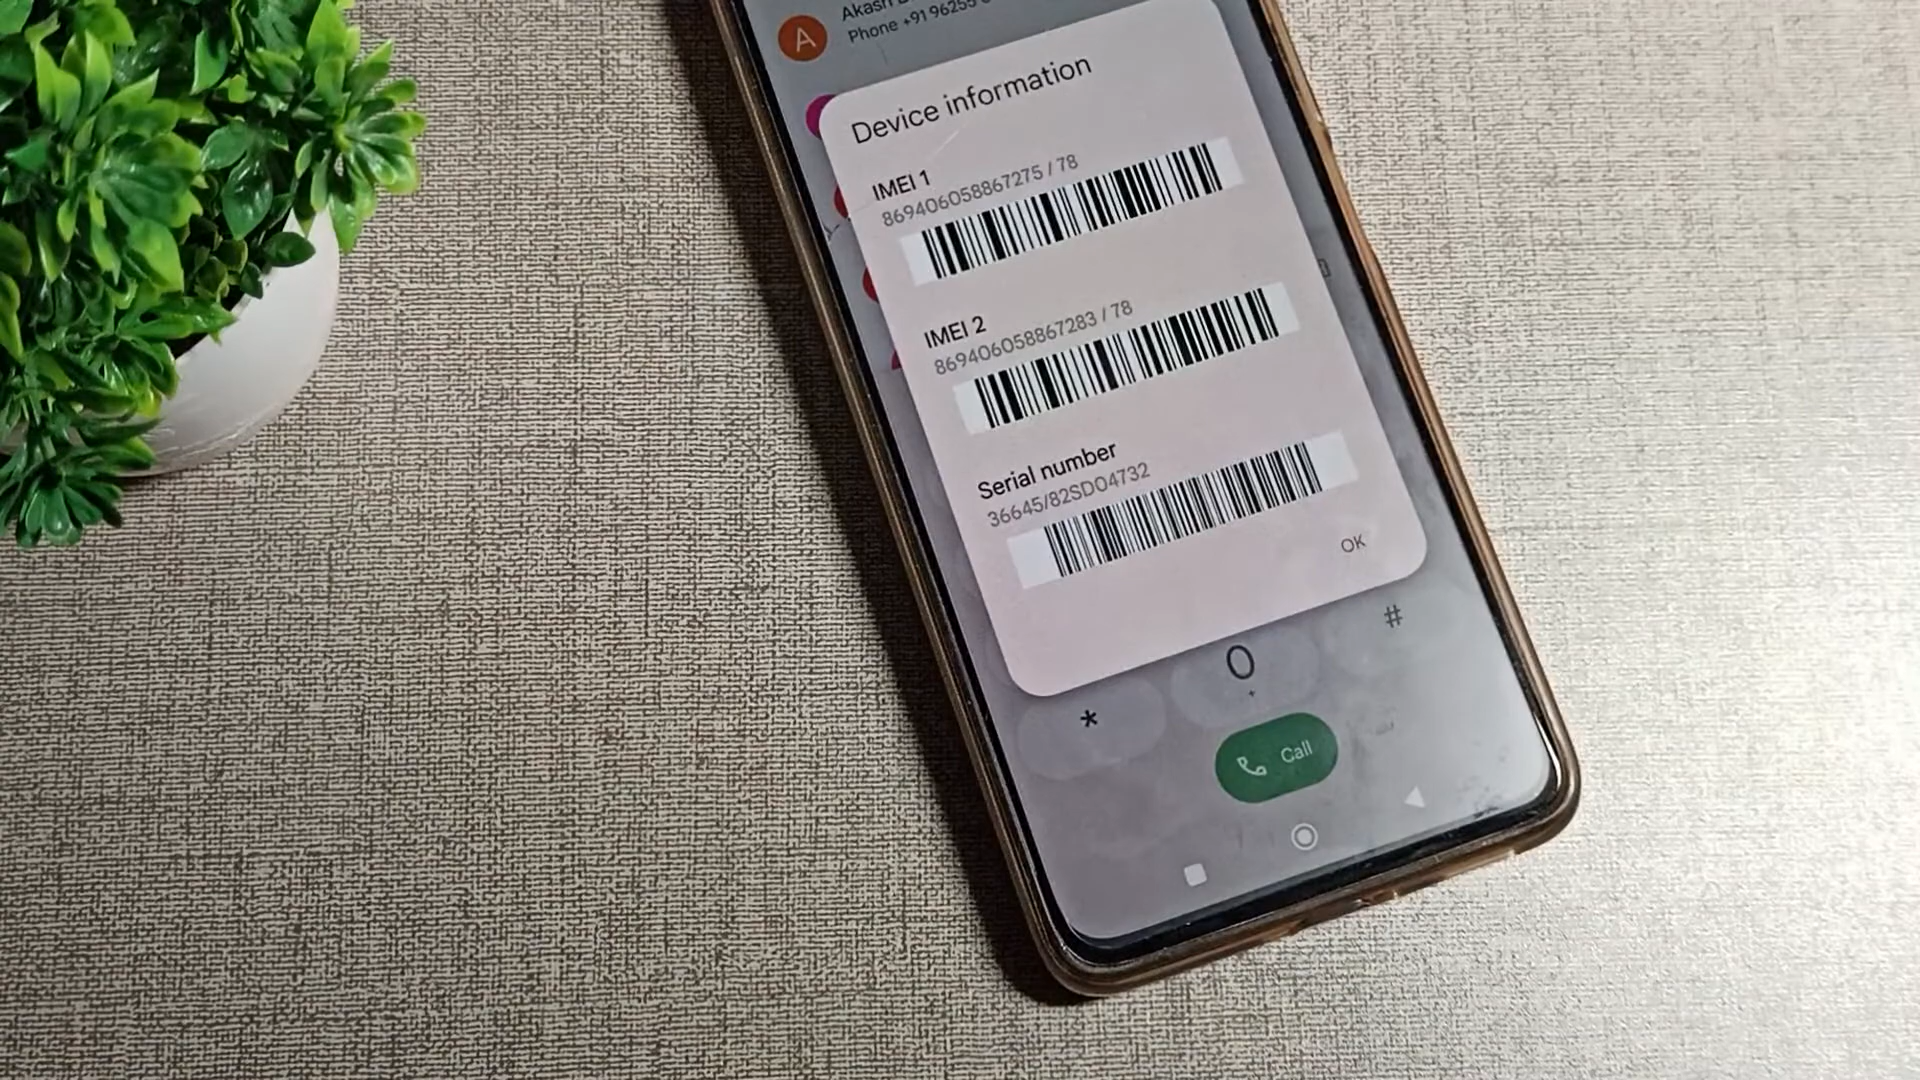 A
Akash
Phone +91 96255
Device information
IMEI 1
869406058867275 / 78
IMEI 2
869406058867283 / 78
Serial number
36645/82SD04732
OK
0
+
#
*
Call